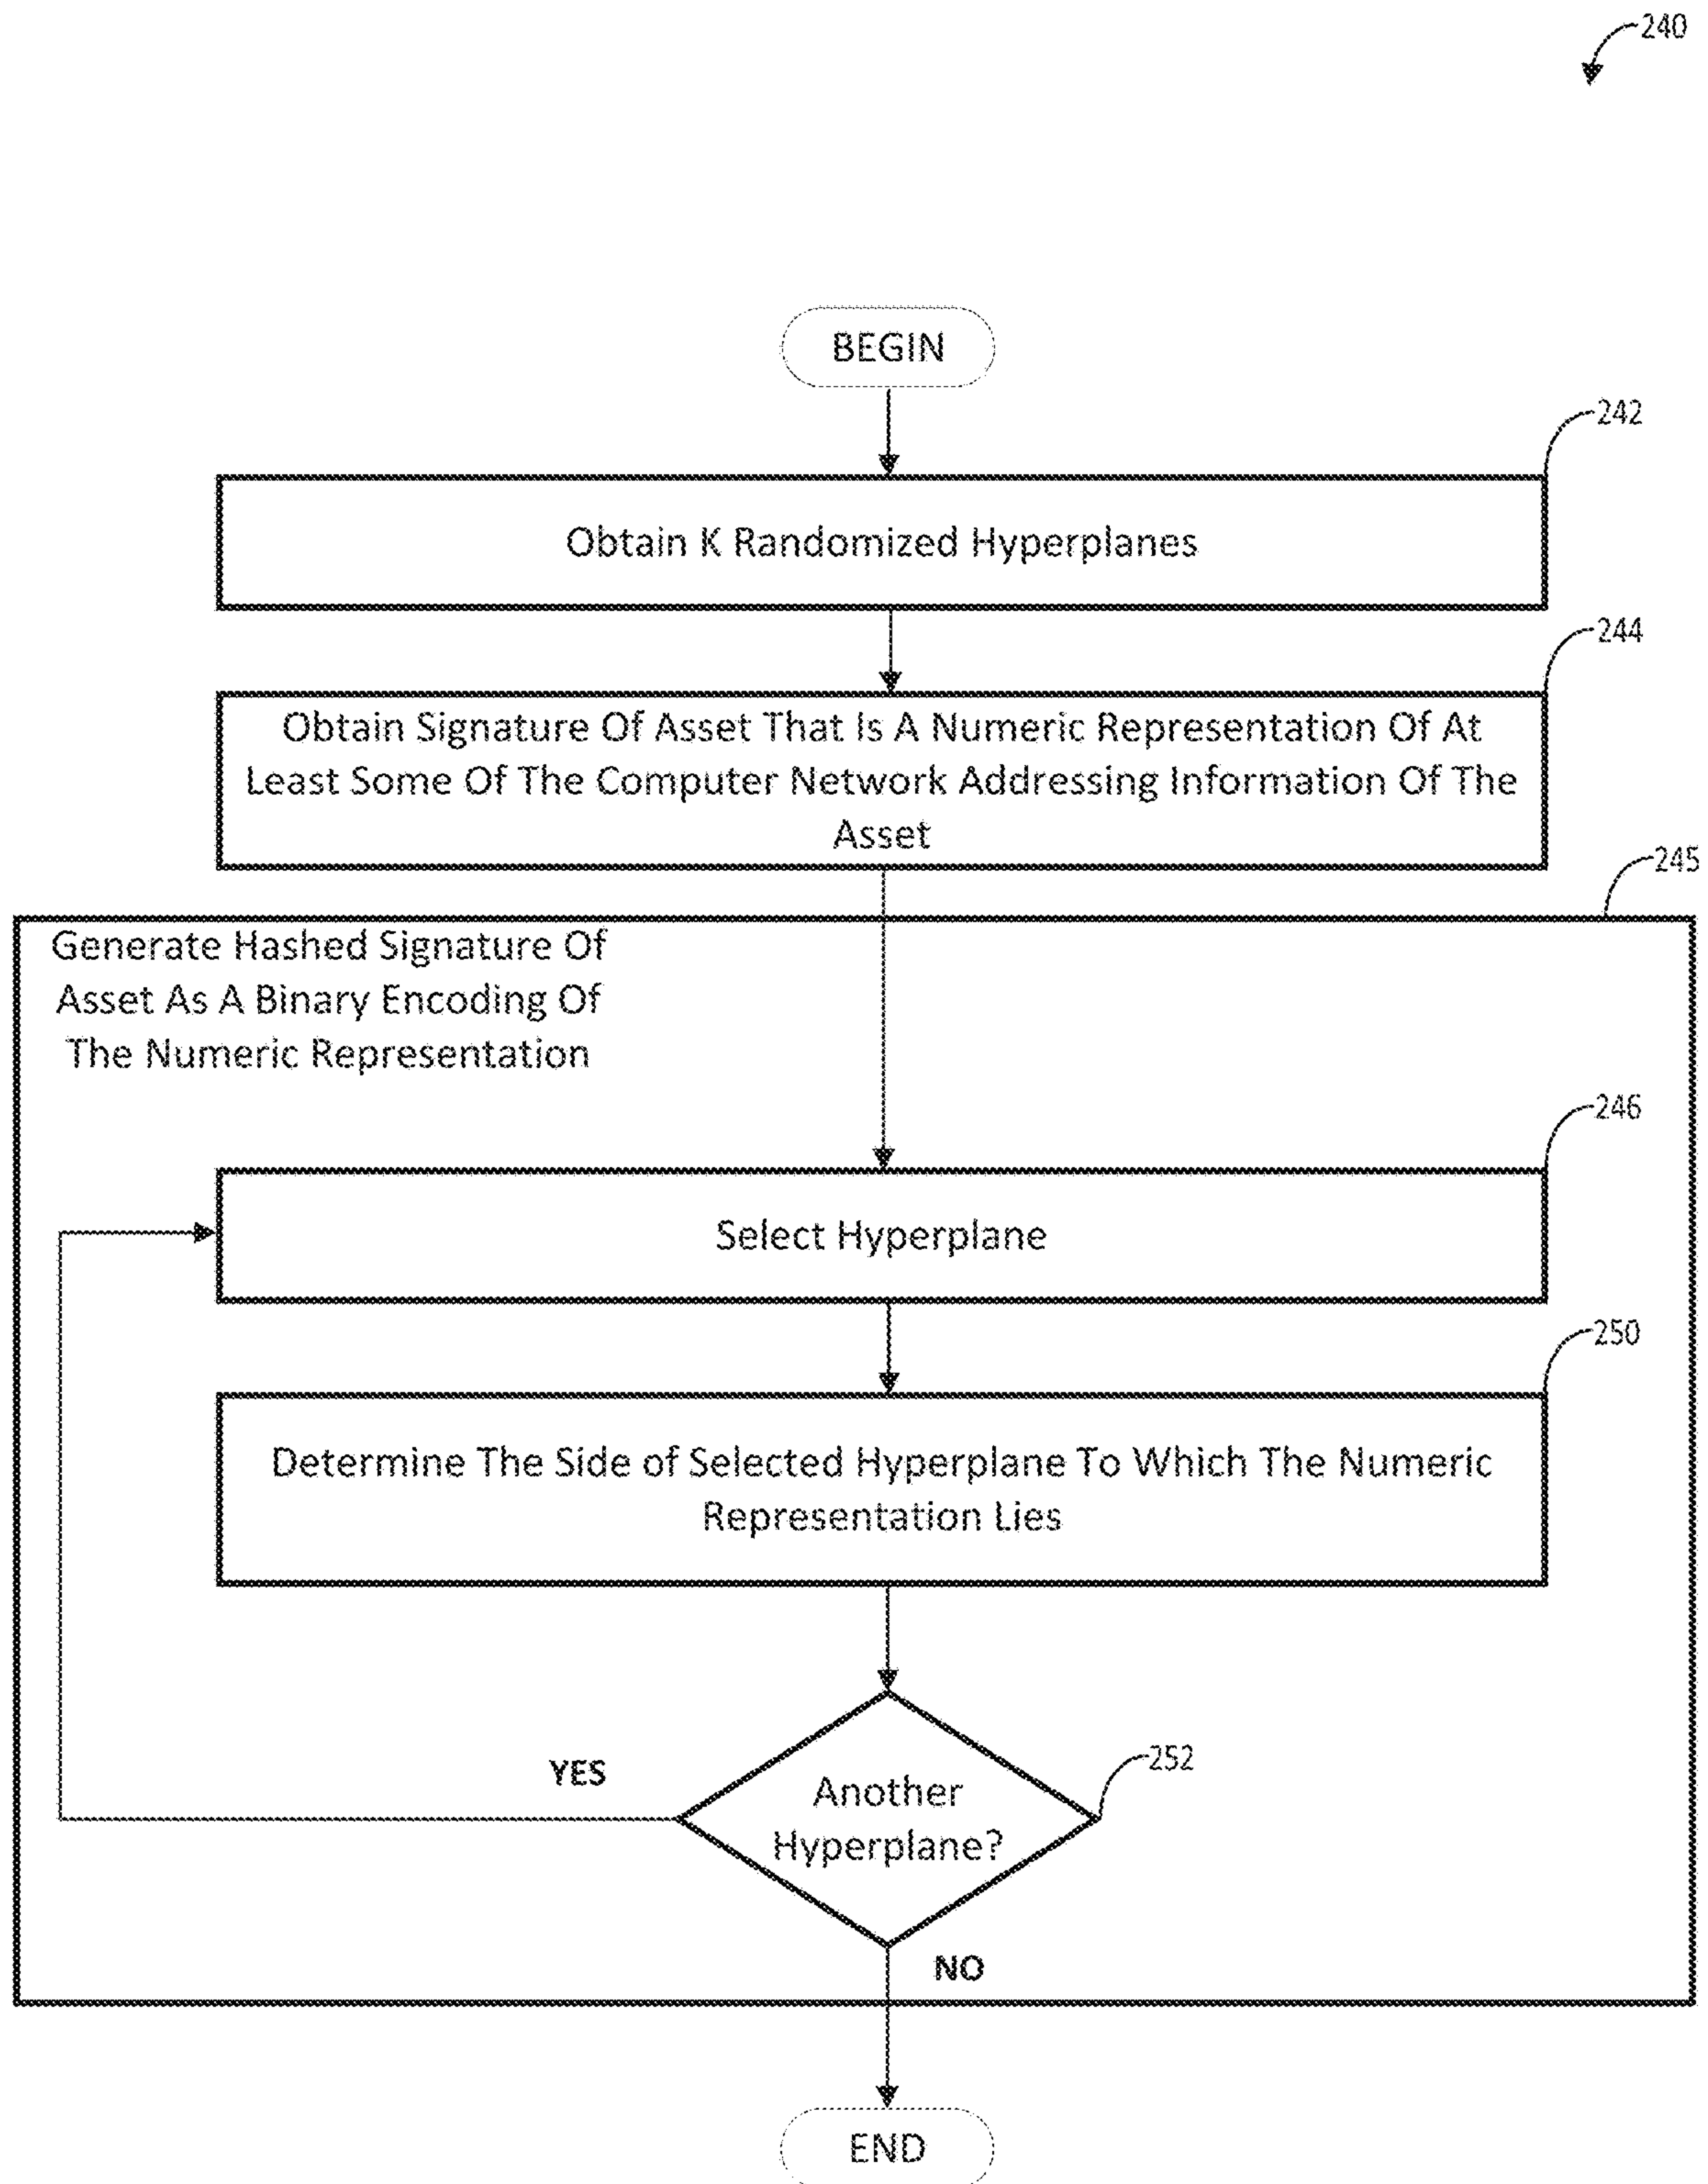 240
BEGIN
242
Obtain K Randomized Hyperplanes
244
Obtain Signature Of Asset That Is A Numeric Representation Of At
Least Some Of The Computer Network Addressing Information Of The
Asset
245
Generate Hashed Signature Of
Asset As A Binary Encoding Of
The Numeric Representation
246
Select Hyperplane
250
Determine The Side of Selected Hyperplane To Which The Numeric
Representation Lies
YES
252
Another
Hyperplane?
NO
END